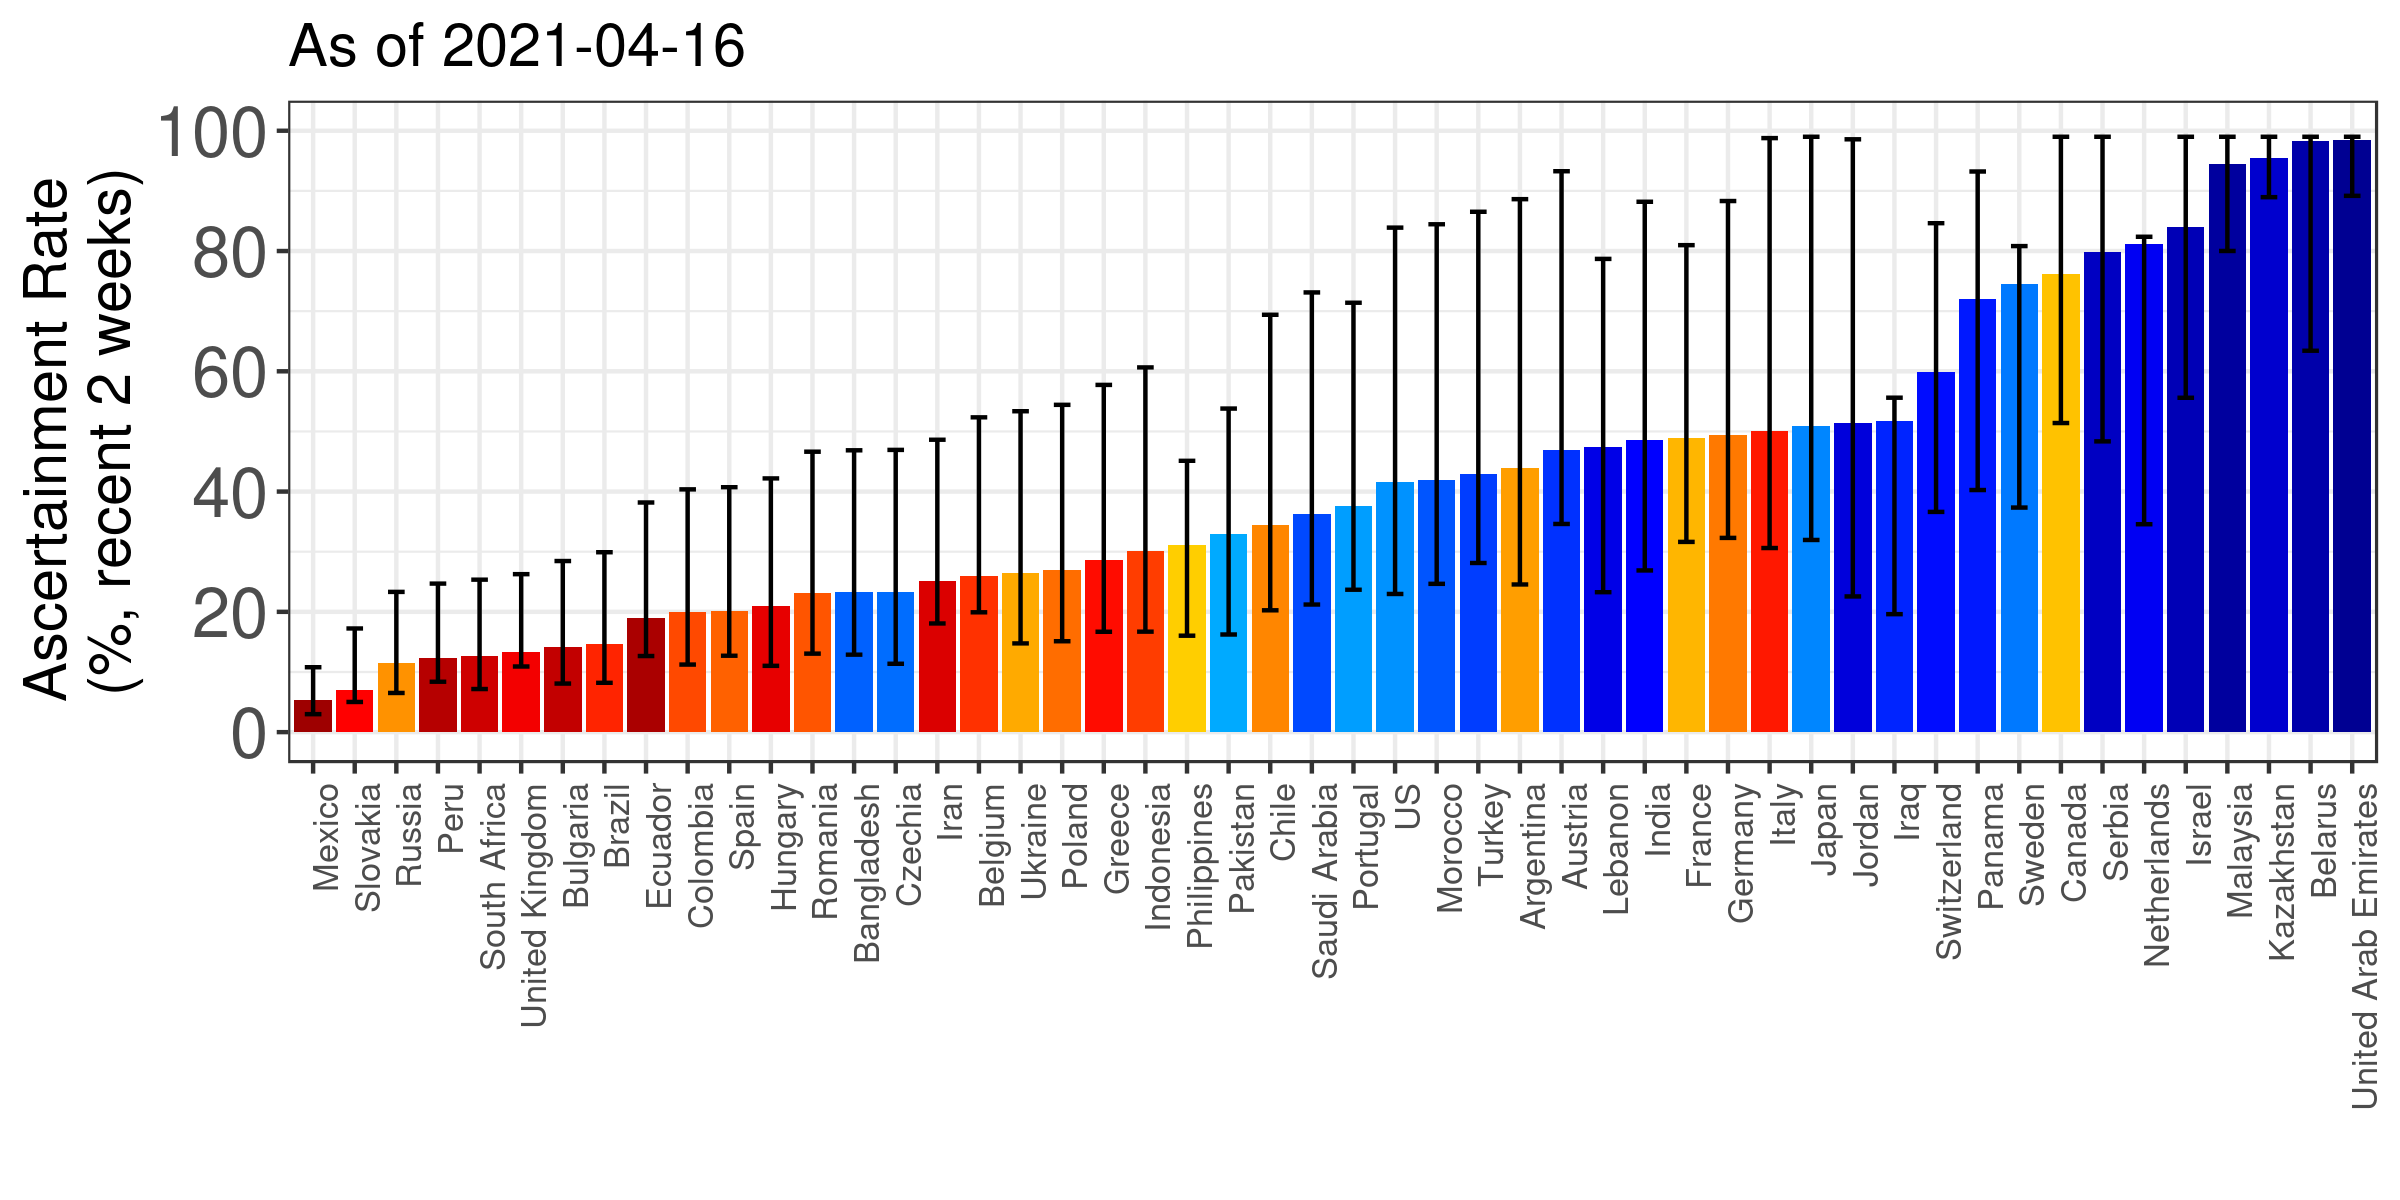 As of 2021-04-16
Ascertainment Rate
(%, recent 2 weeks)
100
80
60
40
20
0
Mexico
Slovakia
Russia
Peru
South Africa
United Kingdom
Bulgaria
Brazil
Ecuador
Colombia
Spain
Hungary
Romania
Bangladesh
Czechia
Iran
Belgium
Ukraine
Poland
Greece
Indonesia
Philippines
Pakistan
Chile
Saudi Arabia
Portugal
US
Morocco
Turkey
Argentina
Austria
Lebanon
India
France
Germany
Italy
Japan
Jordan
Iraq
Switzerland
Panama
Sweden
Canada
Serbia
Netherlands
Israel
Malaysia
Kazakhstan
Belarus
United Arab Emirates